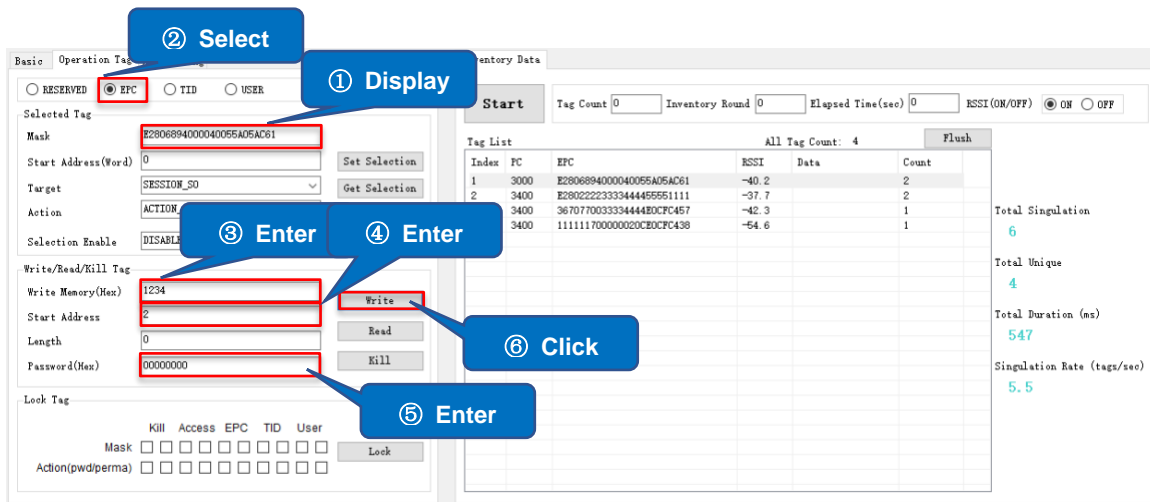 ② Select
① Display
Basic Operation Tag
entory Data
RESERVED EPC TID USER
Selected Tag
Mask E2806894000040055A05AC61
Start Address(Word) 0 Set Selection
Target SESSION_S0 Get Selection
Action ACTION_
Selection Enable DISABLE
③ Enter
④ Enter
Write/Read/Kill Tag
Write Memory(Hex) 1234
Write
Start Address 2
Length 0 Read
Password(Hex) 00000000 Kill
⑥ Click
⑤ Enter
Lock Tag
Kill Access EPC TID User
Mask Lock
Action(pwd/perma)
Start Tag Count 0 Inventory Round 0 Elapsed Time(sec) 0 RSSI(ON/OFF) ON OFF
Tag List All Tag Count: 4 Flush
Index PC EPC RSSI Data Count
1 3000 E2806894000040055A05AC61 -40.2 2
2 3400 E28022223333444455551111 -37.7 2
3400 3670770033334444E0CFC457 -42.3 1
3400 111111700000020CE0CFC438 -54.6 1
Total Singulation
6
Total Unique
4
Total Duration (ms)
547
Singulation Rate (tags/sec)
5.5